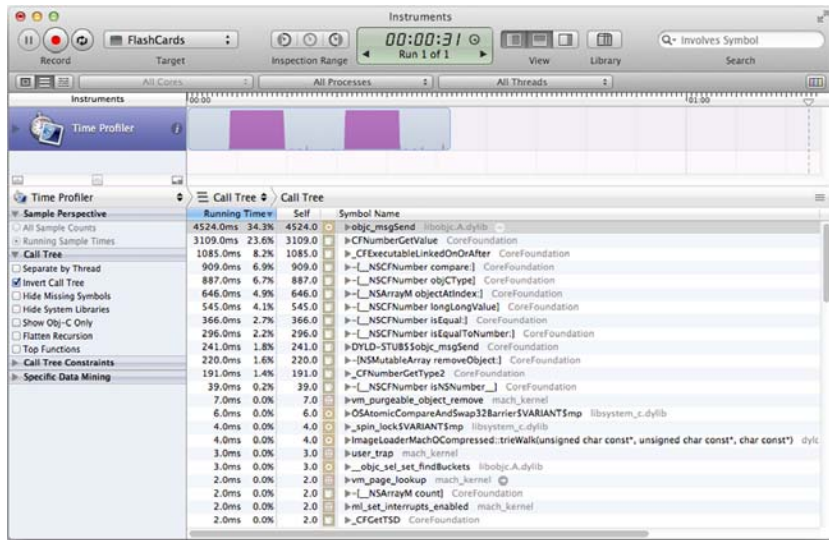 Instruments
FlashCards
00:00:31
Run 1 of 1
Involves Symbol
Record
Target
Inspection Range
View
Library
Search
All Cores
All Processes
All Threads
Instruments
00:00
01:00
Time Profiler
Time Profiler
Call Tree
Call Tree
Sample Perspective
All Sample Counts
Running Sample Times
Call Tree
Separate by Thread
Invert Call Tree
Hide Missing Symbols
Hide System Libraries
Show Obj-C Only
Flatten Recursion
Top Functions
Call Tree Constraints
Specific Data Mining
Running Time Self Symbol Name
4524.0ms 34.3% 4524.0 objc_msgSend libobjc.A.dylib
3109.0ms 23.6% 3109.0 CFNumberGetValue CoreFoundation
1085.0ms 8.2% 1085.0 _CFExecutableLinkedOnOrAfter CoreFoundation
909.0ms 6.9% 909.0 -[__NSCFNumber compare:] CoreFoundation
887.0ms 6.7% 887.0 -[__NSCFNumber objCType] CoreFoundation
646.0ms 4.9% 646.0 -[__NSArrayM objectAtIndex:] CoreFoundation
545.0ms 4.1% 545.0 -[__NSCFNumber longLongValue] CoreFoundation
366.0ms 2.7% 366.0 -[__NSCFNumber isEqual:] CoreFoundation
296.0ms 2.2% 296.0 -[__NSCFNumber isEqualToNumber:] CoreFoundation
241.0ms 1.8% 241.0 DYLD-STUB$$objc_msgSend CoreFoundation
220.0ms 1.6% 220.0 -[NSMutableArray removeObject:] CoreFoundation
191.0ms 1.4% 191.0 _CFNumberGetType2 CoreFoundation
39.0ms 0.2% 39.0 -[__NSCFNumber isNSNumber__] CoreFoundation
7.0ms 0.0% 7.0 vm_purgeable_object_remove mach_kernel
6.0ms 0.0% 6.0 OSAtomicCompareAndSwap32Barrier$VARIANT$mp libsystem_c.dylib
4.0ms 0.0% 4.0 _spin_lock$VARIANT$mp libsystem_c.dylib
4.0ms 0.0% 4.0 ImageLoaderMachOCompressed::trieWalk(unsigned char const*, unsigned char const*, char const*) dylc
3.0ms 0.0% 3.0 user_trap mach_kernel
3.0ms 0.0% 3.0 __objc_sel_set_findBuckets libobjc.A.dylib
2.0ms 0.0% 2.0 vm_page_lookup mach_kernel
2.0ms 0.0% 2.0 -[__NSArrayM count] CoreFoundation
2.0ms 0.0% 2.0 ml_set_interrupts_enabled mach_kernel
2.0ms 0.0% 2.0 _CFGetTSD CoreFoundation